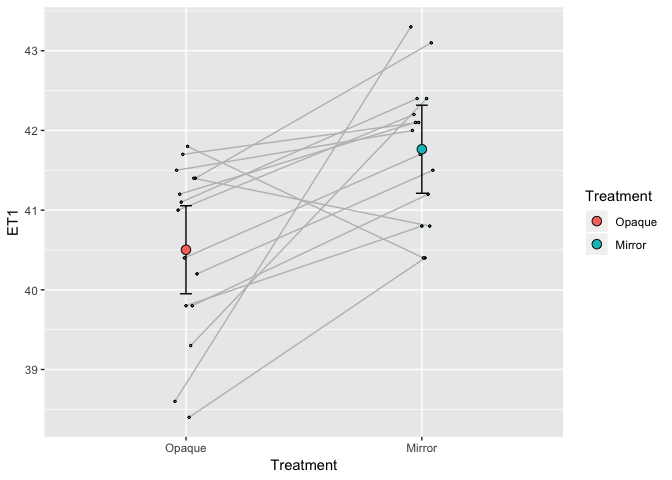 43
42
41
40
39
ET1
Opaque
Mirror
Treatment
Treatment
Opaque
Mirror